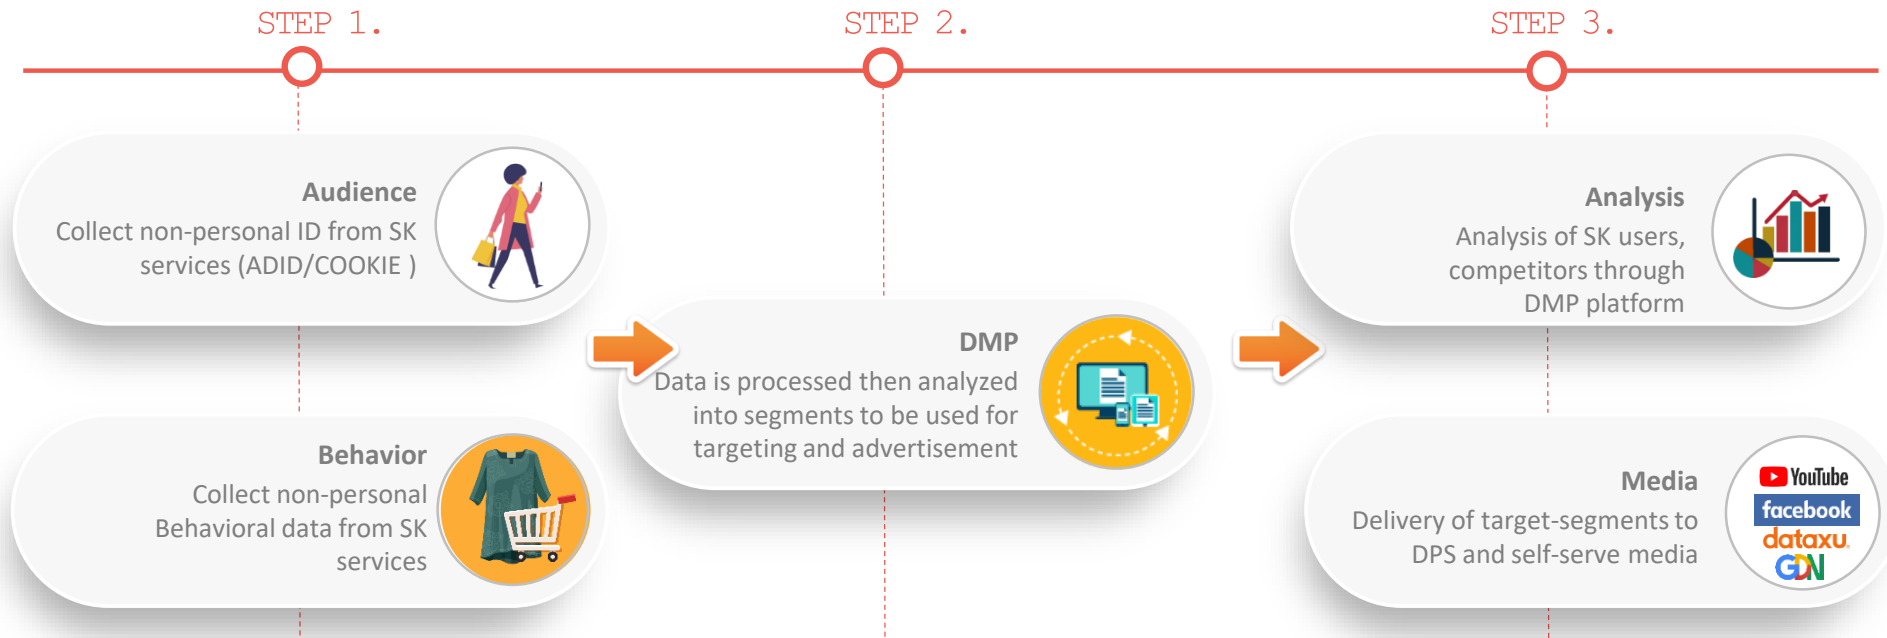 STEP 1.
STEP 2.
STEP 3.
Audience
Collect non-personal ID from SK
services (ADID/COOKIE )
Behavior
Collect non-personal
Behavioral data from SK
services
DMP
Data is processed then analyzed
into segments to be used for
targeting and advertisement
Analysis
Analysis of SK users,
competitors through
DMP platform
Media
Delivery of target-segments to
DPS and self-serve media
YouTube
facebook
dataxu.
GDN